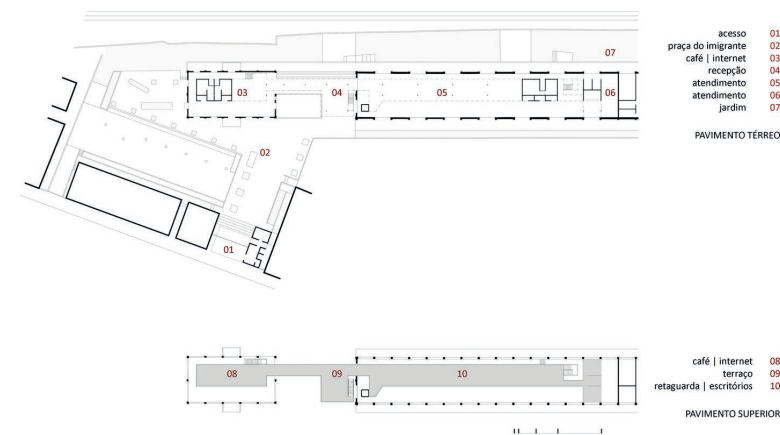 acesso 01
praça do imigrante 02
café | internet 03
recepção 04
atendimento 05
atendimento 06
jardim 07
PAVIMENTO TÉRREO
07
03 04 05 06
02
01
café | internet 08
terraço 09
retaguarda | escritórios 10
PAVIMENTO SUPERIOR
08 09 10